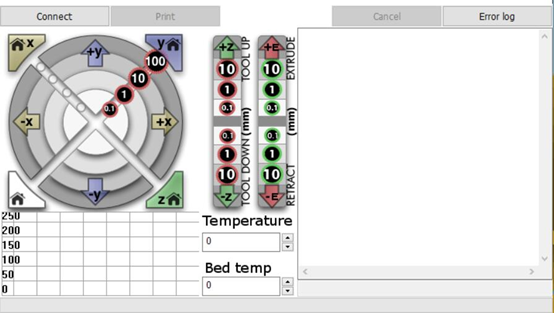 Connect Print Cancel Error log
x +y y
100
10
1
0.1
-x +x
-y z
+Z +E
TOOL UP EXTRUDE
10 10
1 1
0.1 0.1
(mm) (mm)
0.1 0.1
1 1
10 10
TOOL DOWN RETRACT
-Z -E
250
200
150
100
50
0
Temperature
0
Bed temp
0